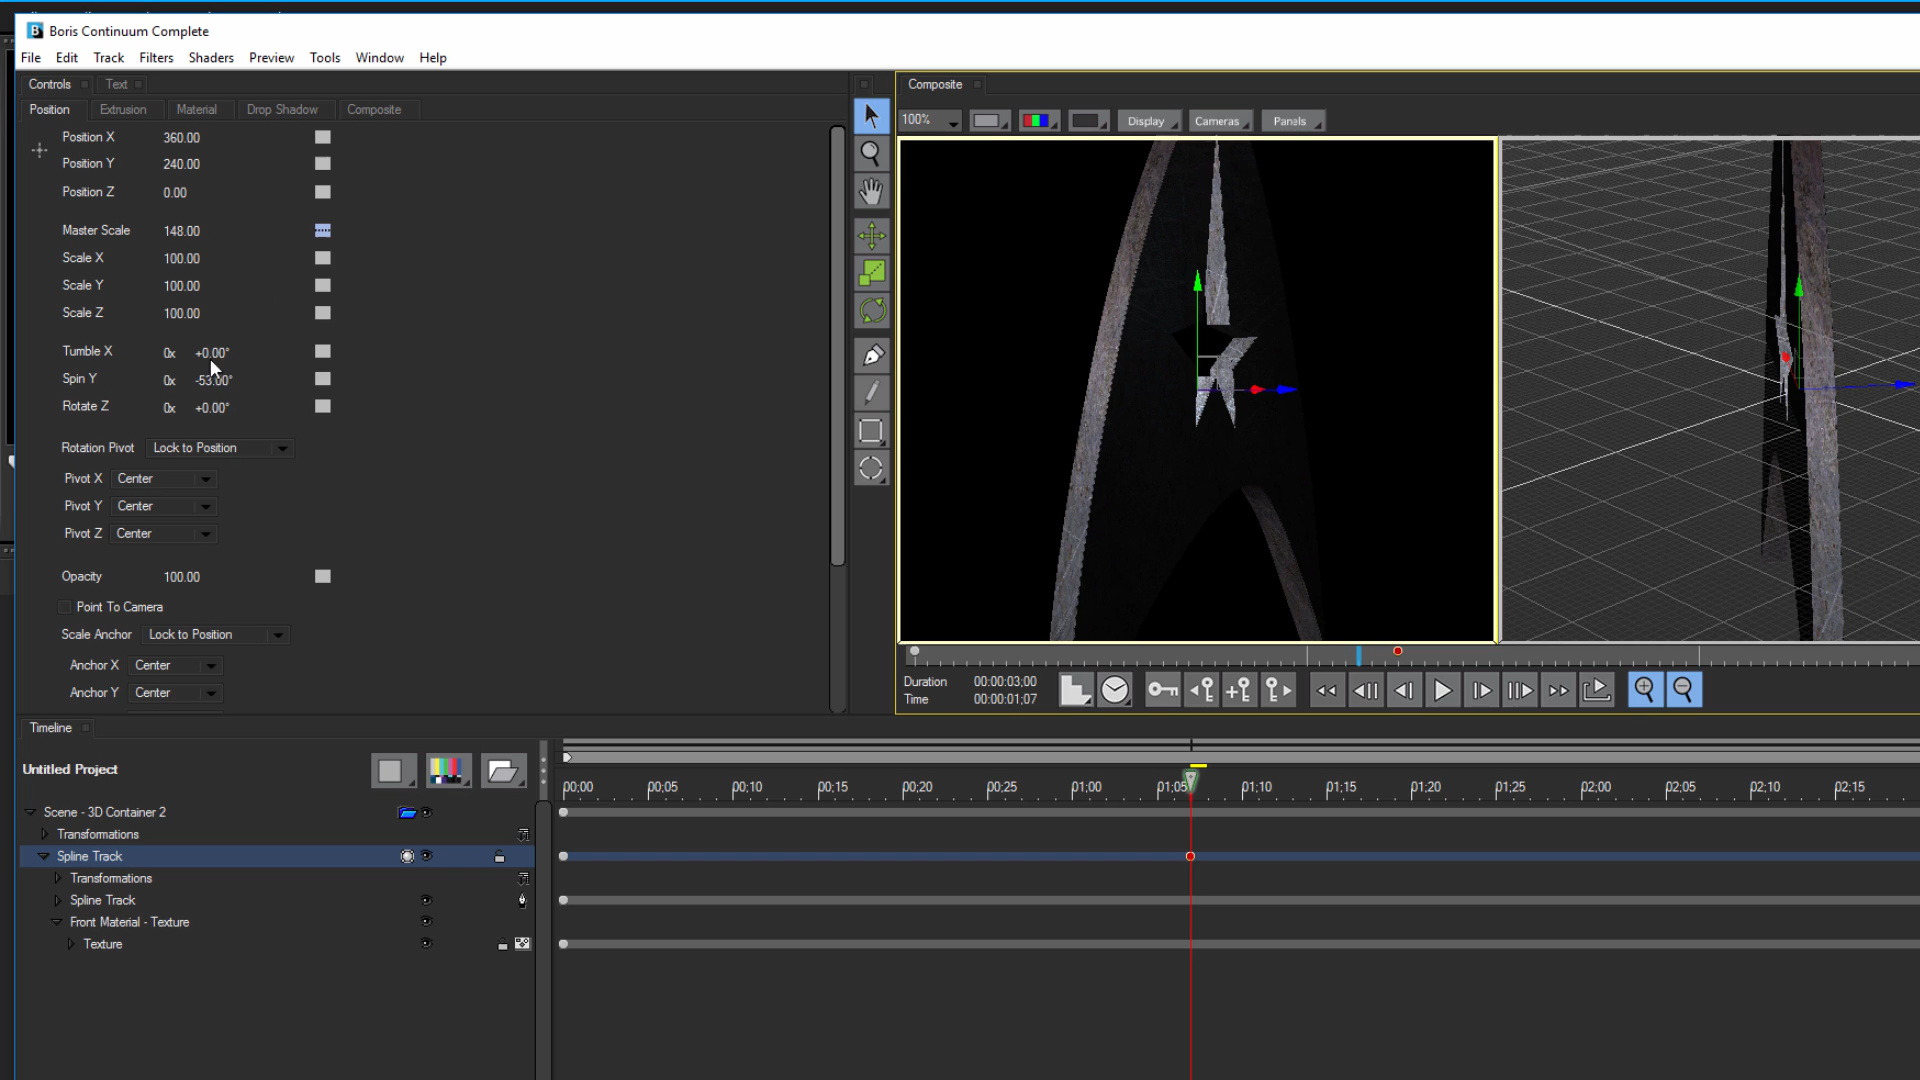 Boris Continuum Complete
File Edit Track Filters Shaders Preview Tools Window Help
Controls Text
Position Extrusion Material Drop Shadow Composite
Position X 360.00
Position Y 240.00
Position Z 0.00
Master Scale 148.00
Scale X 100.00
Scale Y 100.00
Scale Z 100.00
Tumble X 0x +0.00°
Spin Y 0x -53.00°
Rotate Z 0x +0.00°
Rotation Pivot Lock to Position
Pivot X Center
Pivot Y Center
Pivot Z Center
Opacity 100.00
Point To Camera
Scale Anchor Lock to Position
Anchor X Center
Anchor Y Center
Composite
100% Display Cameras Panels
Duration 00:00:03;00
Time 00:00:01;07
Timeline
Untitled Project
00:00 00:05 00:10 00:15 00:20 00:25 01:00 01:05 01:10 01:15 01:20 01:25 02:00 02:05 02:10 02:15
Scene - 3D Container 2
Transformations
Spline Track
Transformations
Spline Track
Front Material - Texture
Texture